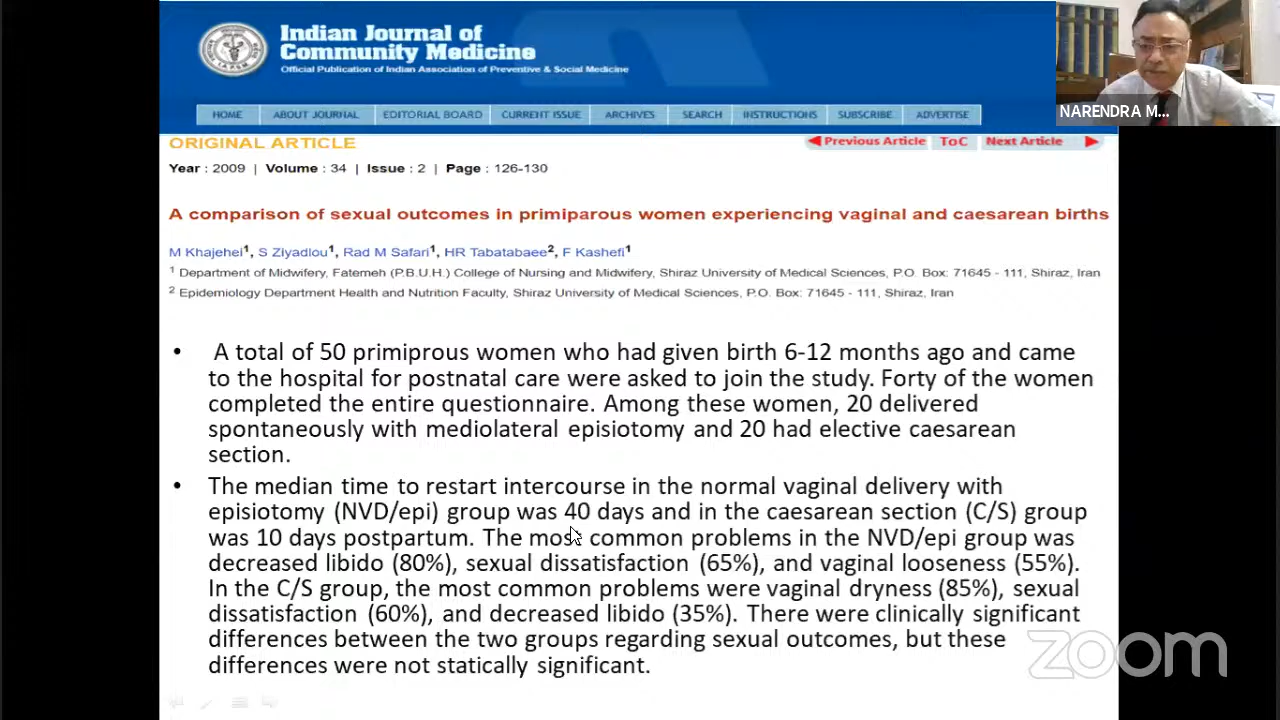 Indian Journal of
Community Medicine
Official Publication of Indian Association of Preventive & Social Medicine
NARENDRA M...
HOME ABOUT JOURNAL EDITORIAL BOARD CURRENT ISSUE ARCHIVES SEARCH INSTRUCTIONS SUBSCRIBE ADVERTISE
ORIGINAL ARTICLE
Previous Article ToC Next Article
Year : 2009 | Volume : 34 | Issue : 2 | Page : 126-130
A comparison of sexual outcomes in primiparous women experiencing vaginal and caesarean births
M Khajehei1, S Ziyadlou1, Rad M Safari1, HR Tabatabaee2, F Kashefi1
1 Department of Midwifery, Fatemeh (P.B.U.H.) College of Nursing and Midwifery, Shiraz University of Medical Sciences, P.O. Box: 71645 - 111, Shiraz, Iran
2 Epidemiology Department Health and Nutrition Faculty, Shiraz University of Medical Sciences, P.O. Box: 71645 - 111, Shiraz, Iran
• A total of 50 primiprous women who had given birth 6-12 months ago and came
to the hospital for postnatal care were asked to join the study. Forty of the women
completed the entire questionnaire. Among these women, 20 delivered
spontaneously with mediolateral episiotomy and 20 had elective caesarean
section.
• The median time to restart intercourse in the normal vaginal delivery with
episiotomy (NVD/epi) group was 40 days and in the caesarean section (C/S) group
was 10 days postpartum. The most common problems in the NVD/epi group was
decreased libido (80%), sexual dissatisfaction (65%), and vaginal looseness (55%).
In the C/S group, the most common problems were vaginal dryness (85%), sexual
dissatisfaction (60%), and decreased libido (35%). There were clinically significant
differences between the two groups regarding sexual outcomes, but these
differences were not statically significant.
zoom